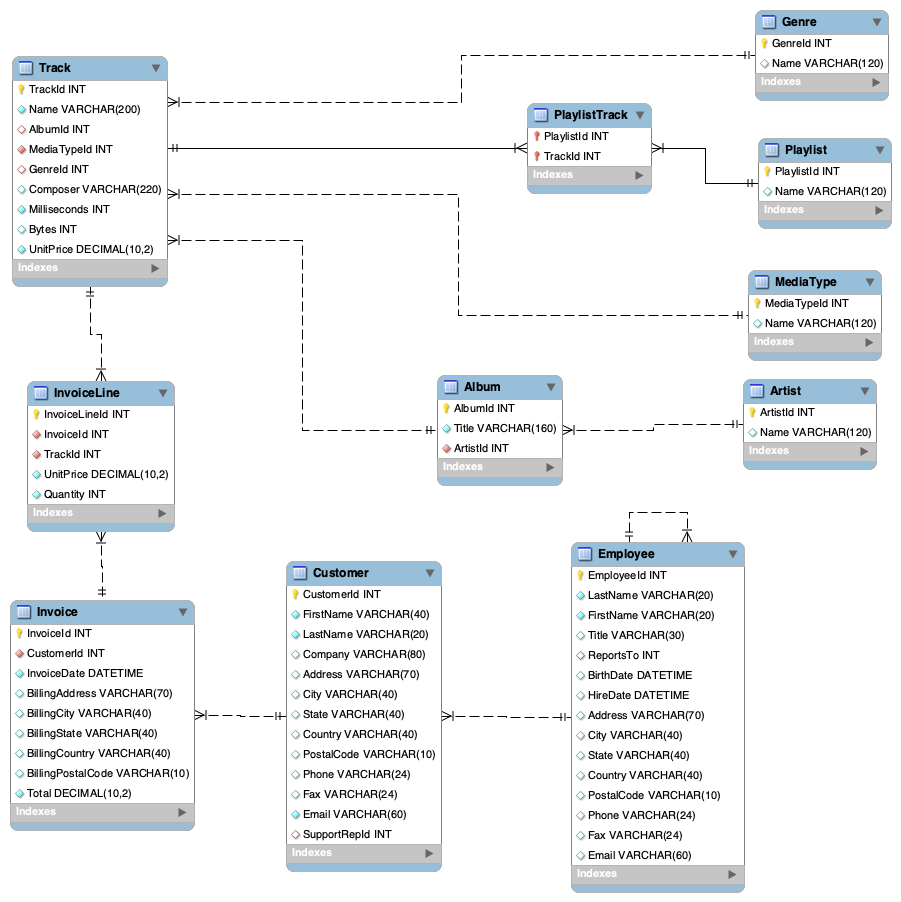 Genre
GenreId INT
Name VARCHAR(120)
Indexes
Track
TrackId INT
Name VARCHAR(200)
AlbumId INT
MediaTypeId INT
GenreId INT
Composer VARCHAR(220)
Milliseconds INT
Bytes INT
UnitPrice DECIMAL(10,2)
Indexes
PlaylistTrack
PlaylistId INT
TrackId INT
Indexes
Playlist
PlaylistId INT
Name VARCHAR(120)
Indexes
MediaType
MediaTypeId INT
Name VARCHAR(120)
Indexes
InvoiceLine
InvoiceLineId INT
InvoiceId INT
TrackId INT
UnitPrice DECIMAL(10,2)
Quantity INT
Indexes
Album
AlbumId INT
Title VARCHAR(160)
ArtistId INT
Indexes
Artist
ArtistId INT
Name VARCHAR(120)
Indexes
Invoice
InvoiceId INT
CustomerId INT
InvoiceDate DATETIME
BillingAddress VARCHAR(70)
BillingCity VARCHAR(40)
BillingState VARCHAR(40)
BillingCountry VARCHAR(40)
BillingPostalCode VARCHAR(10)
Total DECIMAL(10,2)
Indexes
Customer
CustomerId INT
FirstName VARCHAR(40)
LastName VARCHAR(20)
Company VARCHAR(80)
Address VARCHAR(70)
City VARCHAR(40)
State VARCHAR(40)
Country VARCHAR(40)
PostalCode VARCHAR(10)
Phone VARCHAR(24)
Fax VARCHAR(24)
Email VARCHAR(60)
SupportRepId INT
Indexes
Employee
EmployeeId INT
LastName VARCHAR(20)
FirstName VARCHAR(20)
Title VARCHAR(30)
ReportsTo INT
BirthDate DATETIME
HireDate DATETIME
Address VARCHAR(70)
City VARCHAR(40)
State VARCHAR(40)
Country VARCHAR(40)
PostalCode VARCHAR(10)
Phone VARCHAR(24)
Fax VARCHAR(24)
Email VARCHAR(60)
Indexes